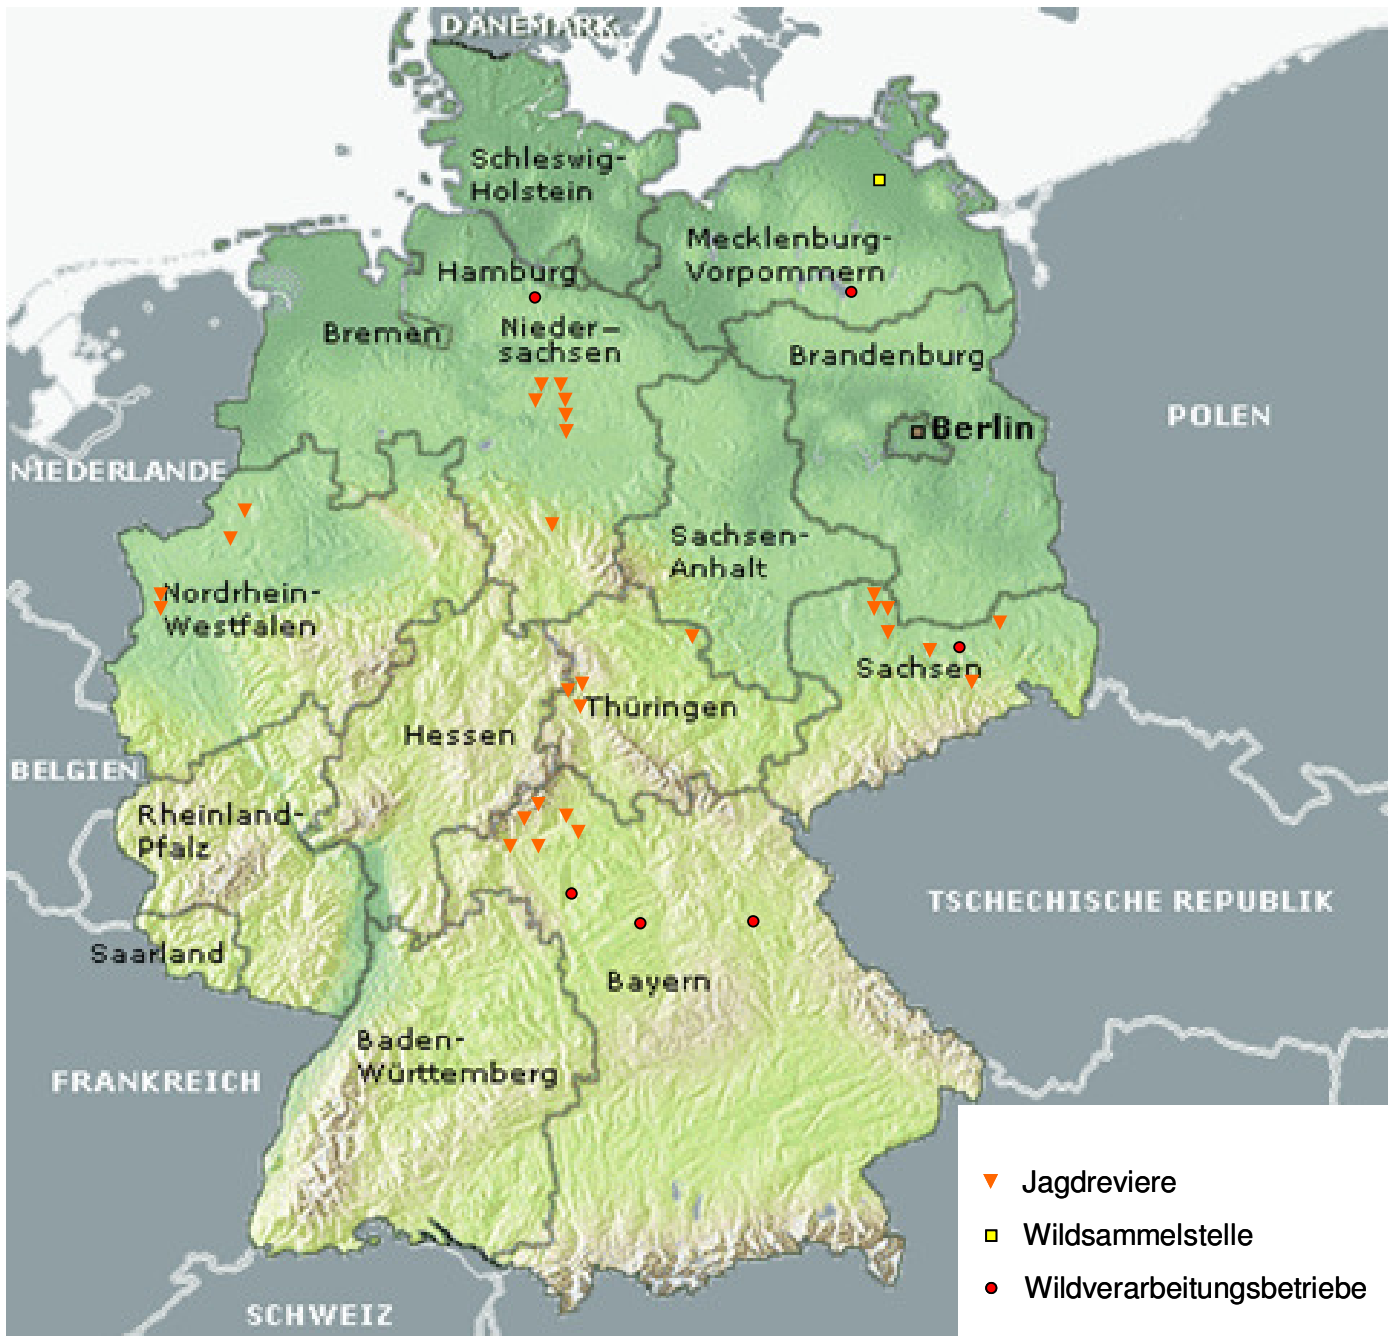 DÄNEMARK
Schleswig-
Holstein
Mecklenburg-
Vorpommern
Hamburg
Bremen
Nieder-
sachsen
Brandenburg
Berlin
POLEN
NIEDERLANDE
Sachsen-
Anhalt
Nordrhein-
Westfalen
Sachsen
Thüringen
Hessen
BELGIEN
Rheinland-
Pfalz
TSCHECHISCHE REPUBLIK
Saarland
Bayern
Baden-
Württemberg
FRANKREICH
SCHWEIZ
Jagdreviere
Wildsammelstelle
Wildverarbeitungsbetriebe